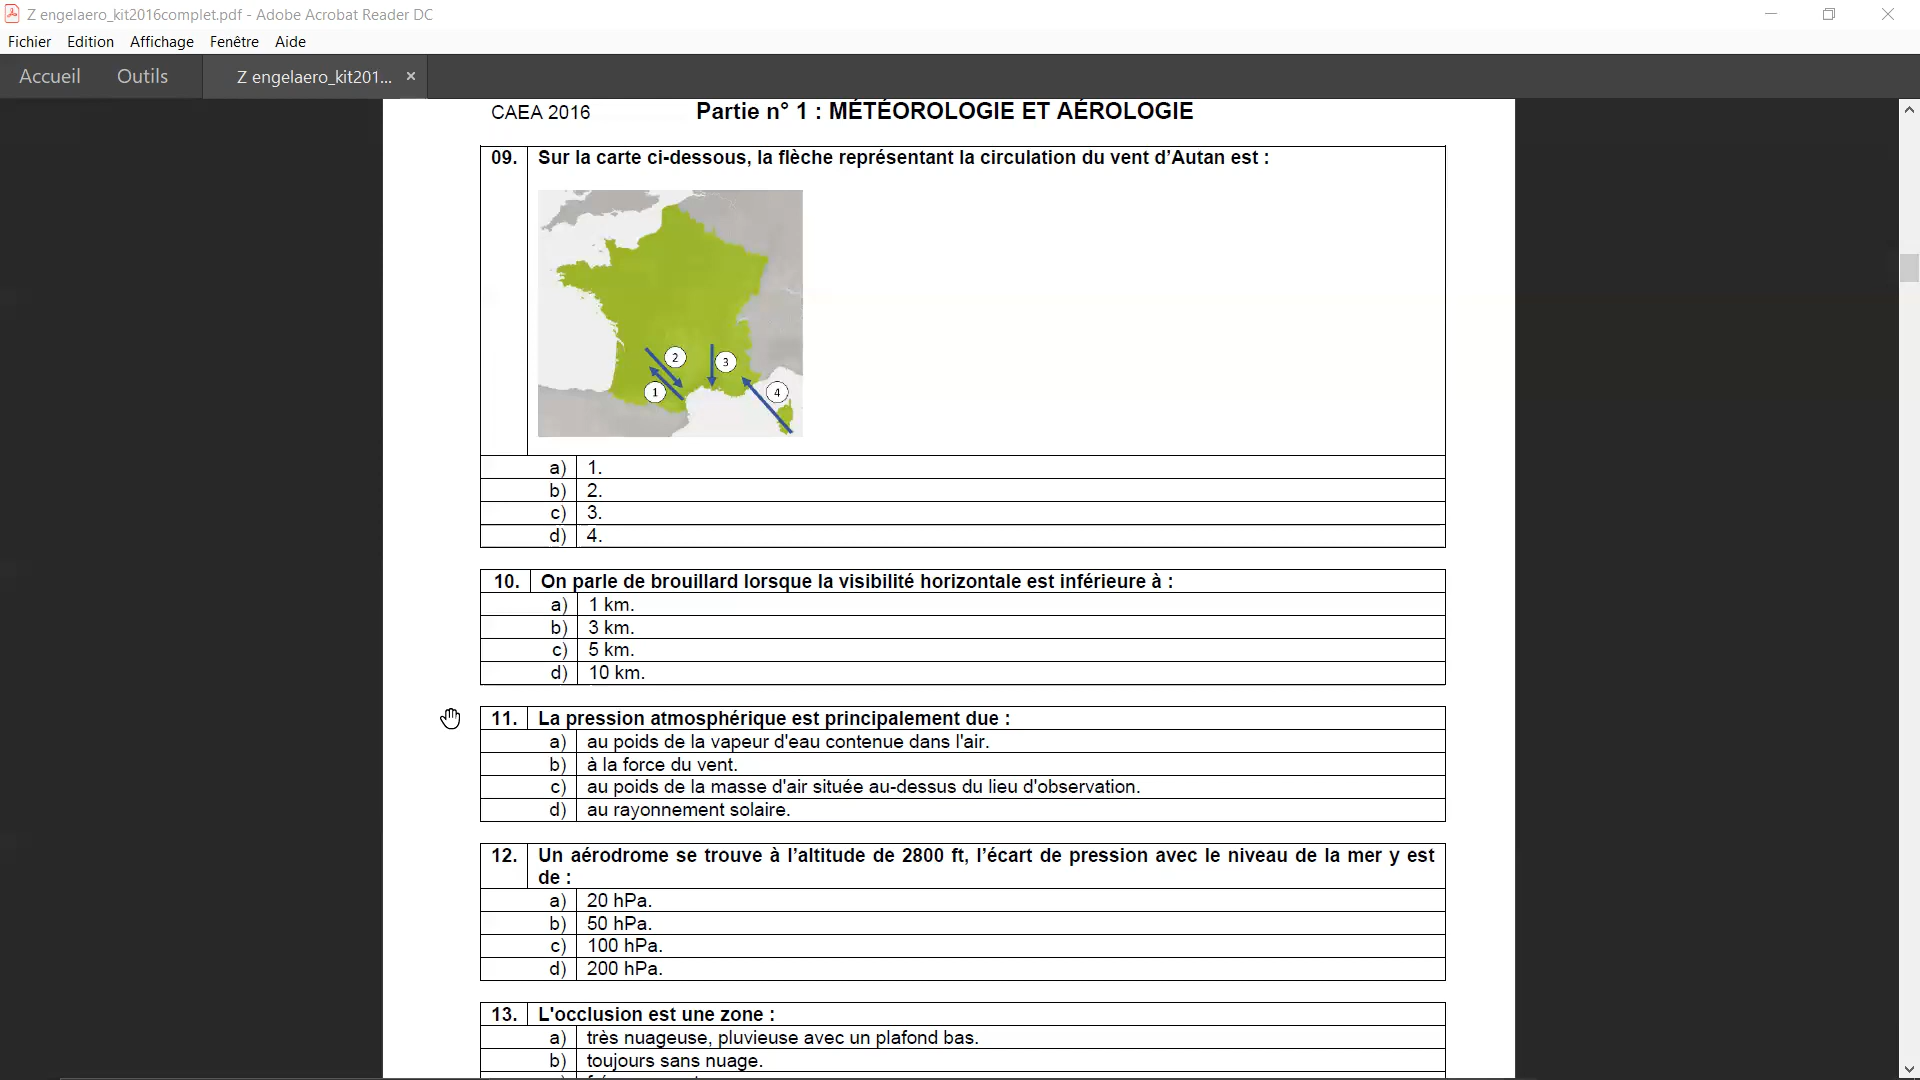 Z engelaero_kit2016complet.pdf - Adobe Acrobat Reader DC
Fichier Edition Affichage Fenêtre Aide
Accueil Outils Z engelaero_kit201... ×
CAEA 2016 Partie n° 1 : MÉTÉOROLOGIE ET AÉROLOGIE
09. Sur la carte ci-dessous, la flèche représentant la circulation du vent d’Autan est :
2
3
1
4
a) 1.
b) 2.
c) 3.
d) 4.
10. On parle de brouillard lorsque la visibilité horizontale est inférieure à :
a) 1 km.
b) 3 km.
c) 5 km.
d) 10 km.
11. La pression atmosphérique est principalement due :
a) au poids de la vapeur d'eau contenue dans l'air.
b) à la force du vent.
c) au poids de la masse d'air située au-dessus du lieu d'observation.
d) au rayonnement solaire.
12. Un aérodrome se trouve à l’altitude de 2800 ft, l’écart de pression avec le niveau de la mer y est
de :
a) 20 hPa.
b) 50 hPa.
c) 100 hPa.
d) 200 hPa.
13. L'occlusion est une zone :
a) très nuageuse, pluvieuse avec un plafond bas.
b) toujours sans nuage.